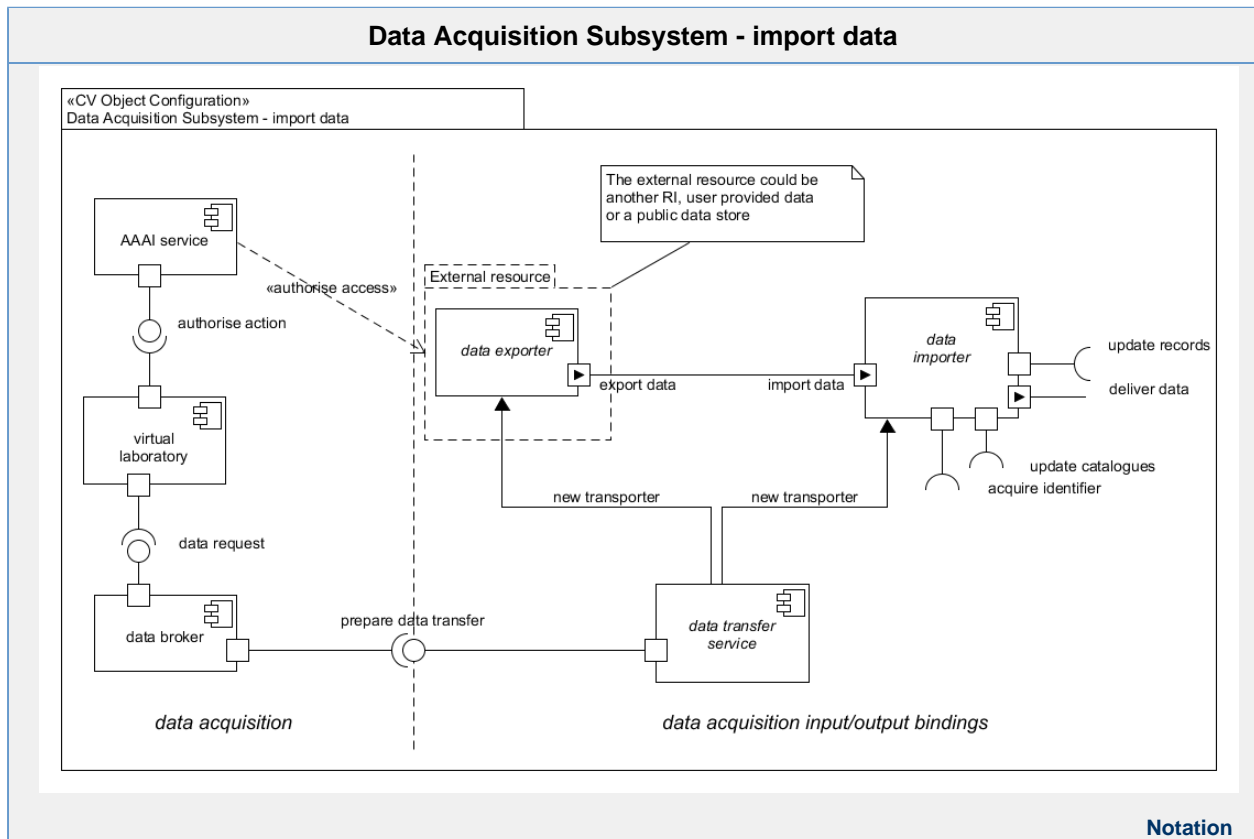 Data Acquisition Subsystem - import data
«CV Object Configuration»
Data Acquisition Subsystem - import data
The external resource could be
another RI, user provided data
or a public data store
AAAI service
«authorise access»
External resource
authorise action
data exporter
data
importer
update records
export data
import data
deliver data
virtual
laboratory
update catalogues
acquire identifier
new transporter
new transporter
data request
prepare data transfer
data broker
data transfer
service
data acquisition
data acquisition input/output bindings
Notation